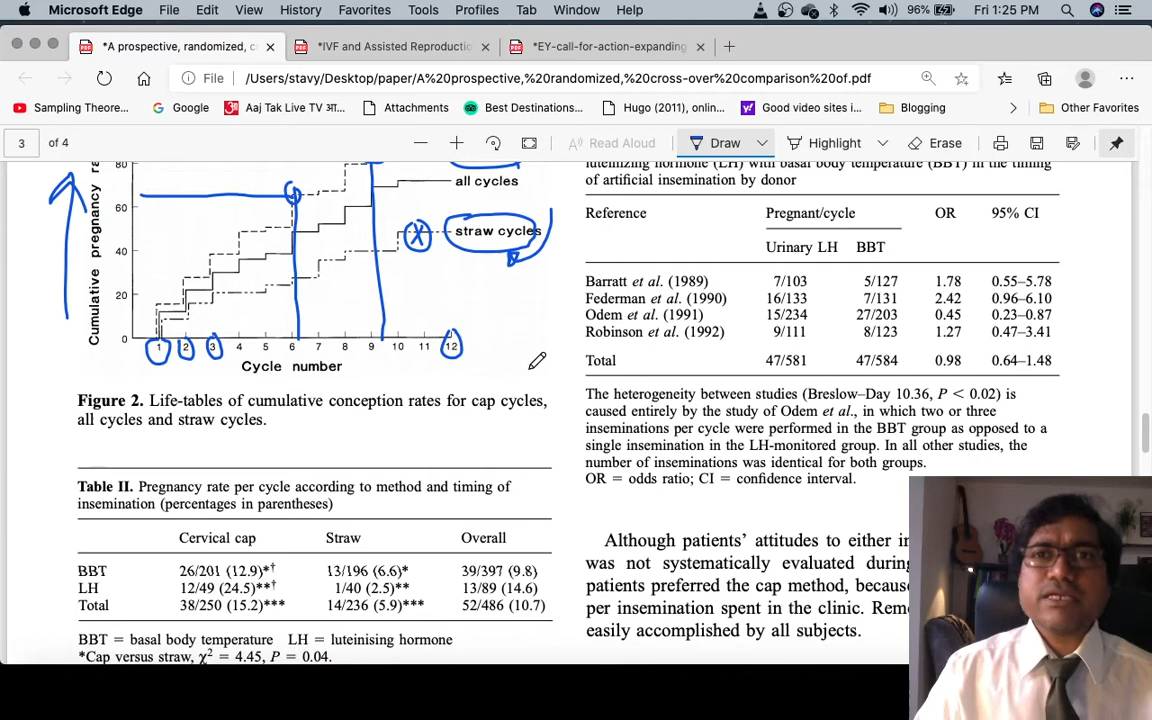 Microsoft Edge File Edit View History Favorites Tools Profiles Tab Window Help 96% Fri 1:25 PM
*A prospective, randomized, c × *IVF and Assisted Reproductio × *EY-call-for-action-expanding × +
File /Users/stavy/Desktop/paper/A%20prospective,%20randomized,%20cross-over%20comparison%20of.pdf
Sampling Theore... Google Aaj Tak Live TV आ... Attachments Best Destinations... Hugo (2011), onlin... Good video sites i... Blogging Other Favorites
3 of 4 Read Aloud Draw Highlight Erase
80
60
40
20
0
Cumulative pregnancy ra
all cycles
straw cycles
1 2 3 4 5 6 7 8 9 10 11 12
Cycle number
Figure 2. Life-tables of cumulative conception rates for cap cycles,
all cycles and straw cycles.
Table II. Pregnancy rate per cycle according to method and timing of
insemination (percentages in parentheses)
Cervical cap Straw Overall
BBT 26/201 (12.9)*† 13/196 (6.6)* 39/397 (9.8)
LH 12/49 (24.5)**† 1/40 (2.5)** 13/89 (14.6)
Total 38/250 (15.2)*** 14/236 (5.9)*** 52/486 (10.7)
BBT = basal body temperature LH = luteinising hormone
*Cap versus straw, χ² = 4.45, P = 0.04.
luteinizing hormone (LH) with basal body temperature (BBT) in the timing
of artificial insemination by donor
Reference Pregnant/cycle OR 95% CI
Urinary LH BBT
Barratt et al. (1989) 7/103 5/127 1.78 0.55–5.78
Federman et al. (1990) 16/133 7/131 2.42 0.96–6.10
Odem et al. (1991) 15/234 27/203 0.45 0.23–0.87
Robinson et al. (1992) 9/111 8/123 1.27 0.47–3.41
Total 47/581 47/584 0.98 0.64–1.48
The heterogeneity between studies (Breslow–Day 10.36, P < 0.02) is
caused entirely by the study of Odem et al., in which two or three
inseminations per cycle were performed in the BBT group as opposed to a
single insemination in the LH-monitored group. In all other studies, the
number of inseminations was identical for both groups.
OR = odds ratio; CI = confidence interval.
Although patients' attitudes to either in
was not systematically evaluated during
patients preferred the cap method, because
per insemination spent in the clinic. Remo
easily accomplished by all subjects.